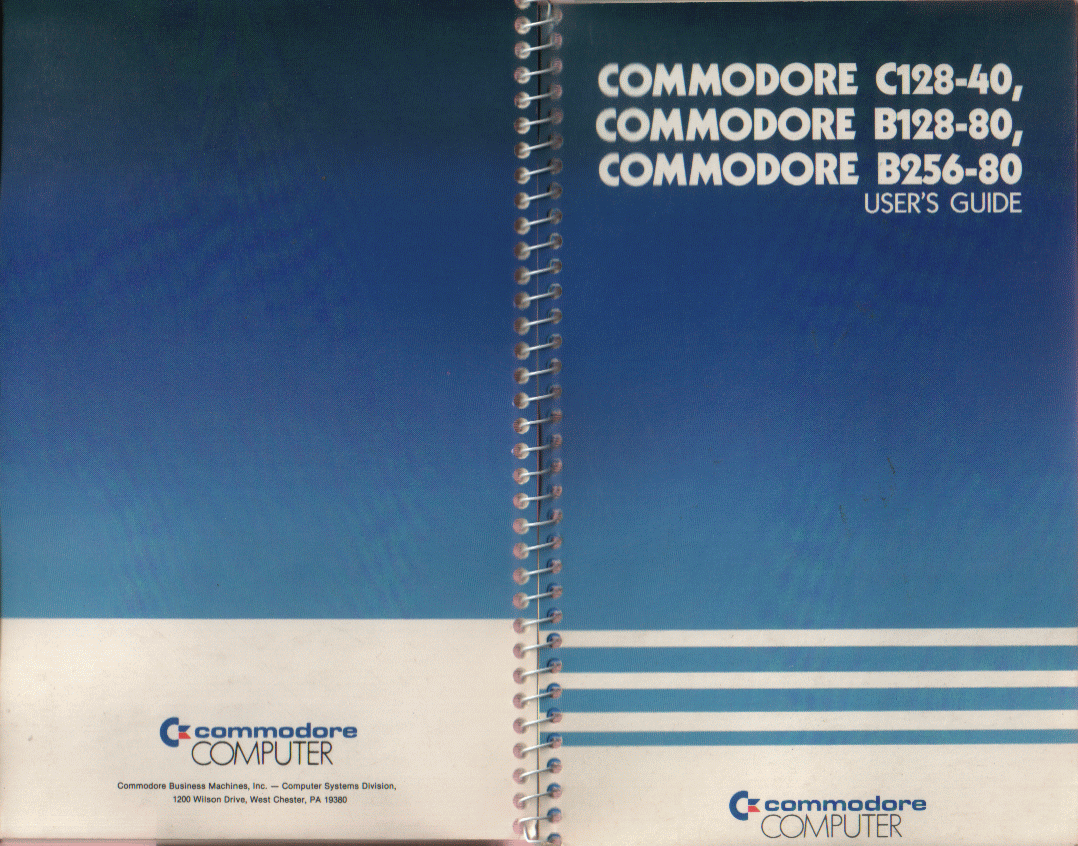 COMMODORE C128-40,
COMMODORE B128-80,
COMMODORE B256-80
USER'S GUIDE
commodore
COMPUTER
Commodore Business Machines, Inc. — Computer Systems Division,
1200 Wilson Drive, West Chester, PA 19380
commodore
COMPUTER